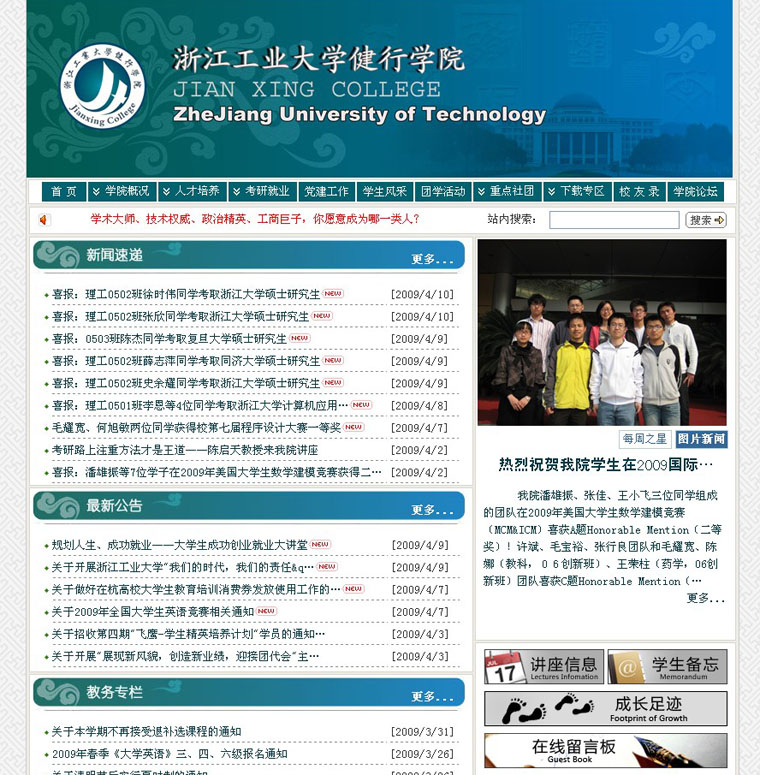 浙江工业大学健行学院
JIAN XING COLLEGE
ZheJiang University of Technology
浙江工業大學健行學院
Jianxing College
首 页 学院概况 人才培养 考研就业 党建工作 学生风采 团学活动 重点社团 下载专区 校 友 录 学院论坛
学术大师、技术权威、政治精英、工商巨子，你愿意成为哪一类人？ 站内搜索： 搜索
新闻速递 更多...
喜报：理工0502班徐时伟同学考取浙江大学硕士研究生 NEW [2009/4/10]
喜报：理工0502班张欣同学考取浙江大学硕士研究生 NEW [2009/4/10]
喜报：0503班陈杰同学考取复旦大学硕士研究生 NEW [2009/4/9]
喜报：理工0502班薛志萍同学考取同济大学硕士研究生 NEW [2009/4/9]
喜报：理工0502班史余耀同学考取浙江大学硕士研究生 NEW [2009/4/9]
喜报：理工0501班李恩等4位同学考取浙江大学计算机应用… NEW [2009/4/8]
毛耀宽、何旭敏两位同学获得校第七届程序设计大赛一等奖 NEW [2009/4/7]
考研路上注重方法才是王道——陈启天教授来我院讲座 [2009/4/2]
喜报：潘雄振等7位学子在2009年美国大学生数学建模竞赛获得二… [2009/4/2]
最新公告 更多...
规划人生、成功就业——大学生成功创业就业大讲堂 NEW [2009/4/9]
关于开展浙江工业大学“我们的时代，我们的责任&q… NEW [2009/4/9]
关于做好在杭高校大学生教育培训消费券发放使用工作的… NEW [2009/4/7]
关于2009年全国大学生英语竞赛相关通知 NEW [2009/4/7]
关于招收第四期“飞鹰-学生精英培养计划”学员的通知… [2009/4/3]
关于开展“展现新风貌，创造新业绩，迎接团代会”主… [2009/4/3]
教务专栏 更多...
关于本学期不再接受退补选课程的通知 [2009/3/31]
2009年春季《大学英语》三、四、六级报名通知 [2009/3/26]
每周之星 图片新闻
热烈祝贺我院学生在2009国际…
我院潘雄振、张佳、王小飞三位同学组成
的团队在2009年美国大学生数学建模竞赛
（MCM&ICM）喜获A题Honorable Mention（二等
奖）！许斌、毛宝裕、张行良团队和毛耀宽、陈
娜（教科，０６创新班）、王荣柱（药学，06创
新班）团队喜获C题Honorable Mention（…
更多...
17 讲座信息 Lectures Infomation
@ 学生备忘 Memorandum
成长足迹
Footprint of Growth
在线留言板
Guest Book